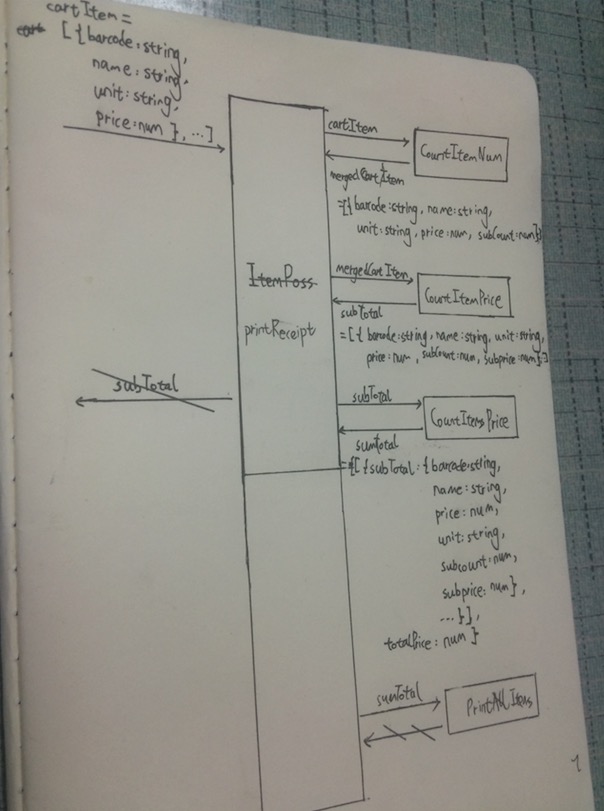 cartItem =
[{barcode:string,
name:string,
unit:string,
price:num}, ...]
cartItem
CountItemNum
mergedCartItem
=[{barcode:string, name:string,
unit:string, price:num, subCount:num}]
ItemPoss
mergedCartItem
CountItemPrice
printReceipt
subTotal
=[{barcode:string, name:string, unit:string,
price:num, subCount:num, subprice:num}..]
subTotal
subTotal
CountItemsPrice
sumTotal
={[{subTotal:{barcode:string,
name:string,
price:num,
unit:string,
subcount:num,
subprice:num},
...}],
totalPrice:num}
sumTotal
PrintAllItems
1